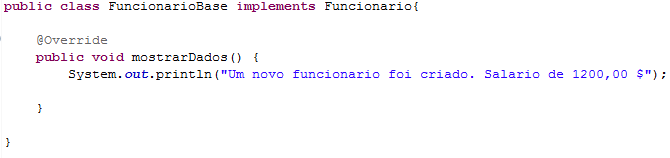 public class FuncionarioBase implements Funcionario{
@Override
public void mostrarDados() {
System.out.println("Um novo funcionario foi criado. Salario de 1200,00 $");
}
}